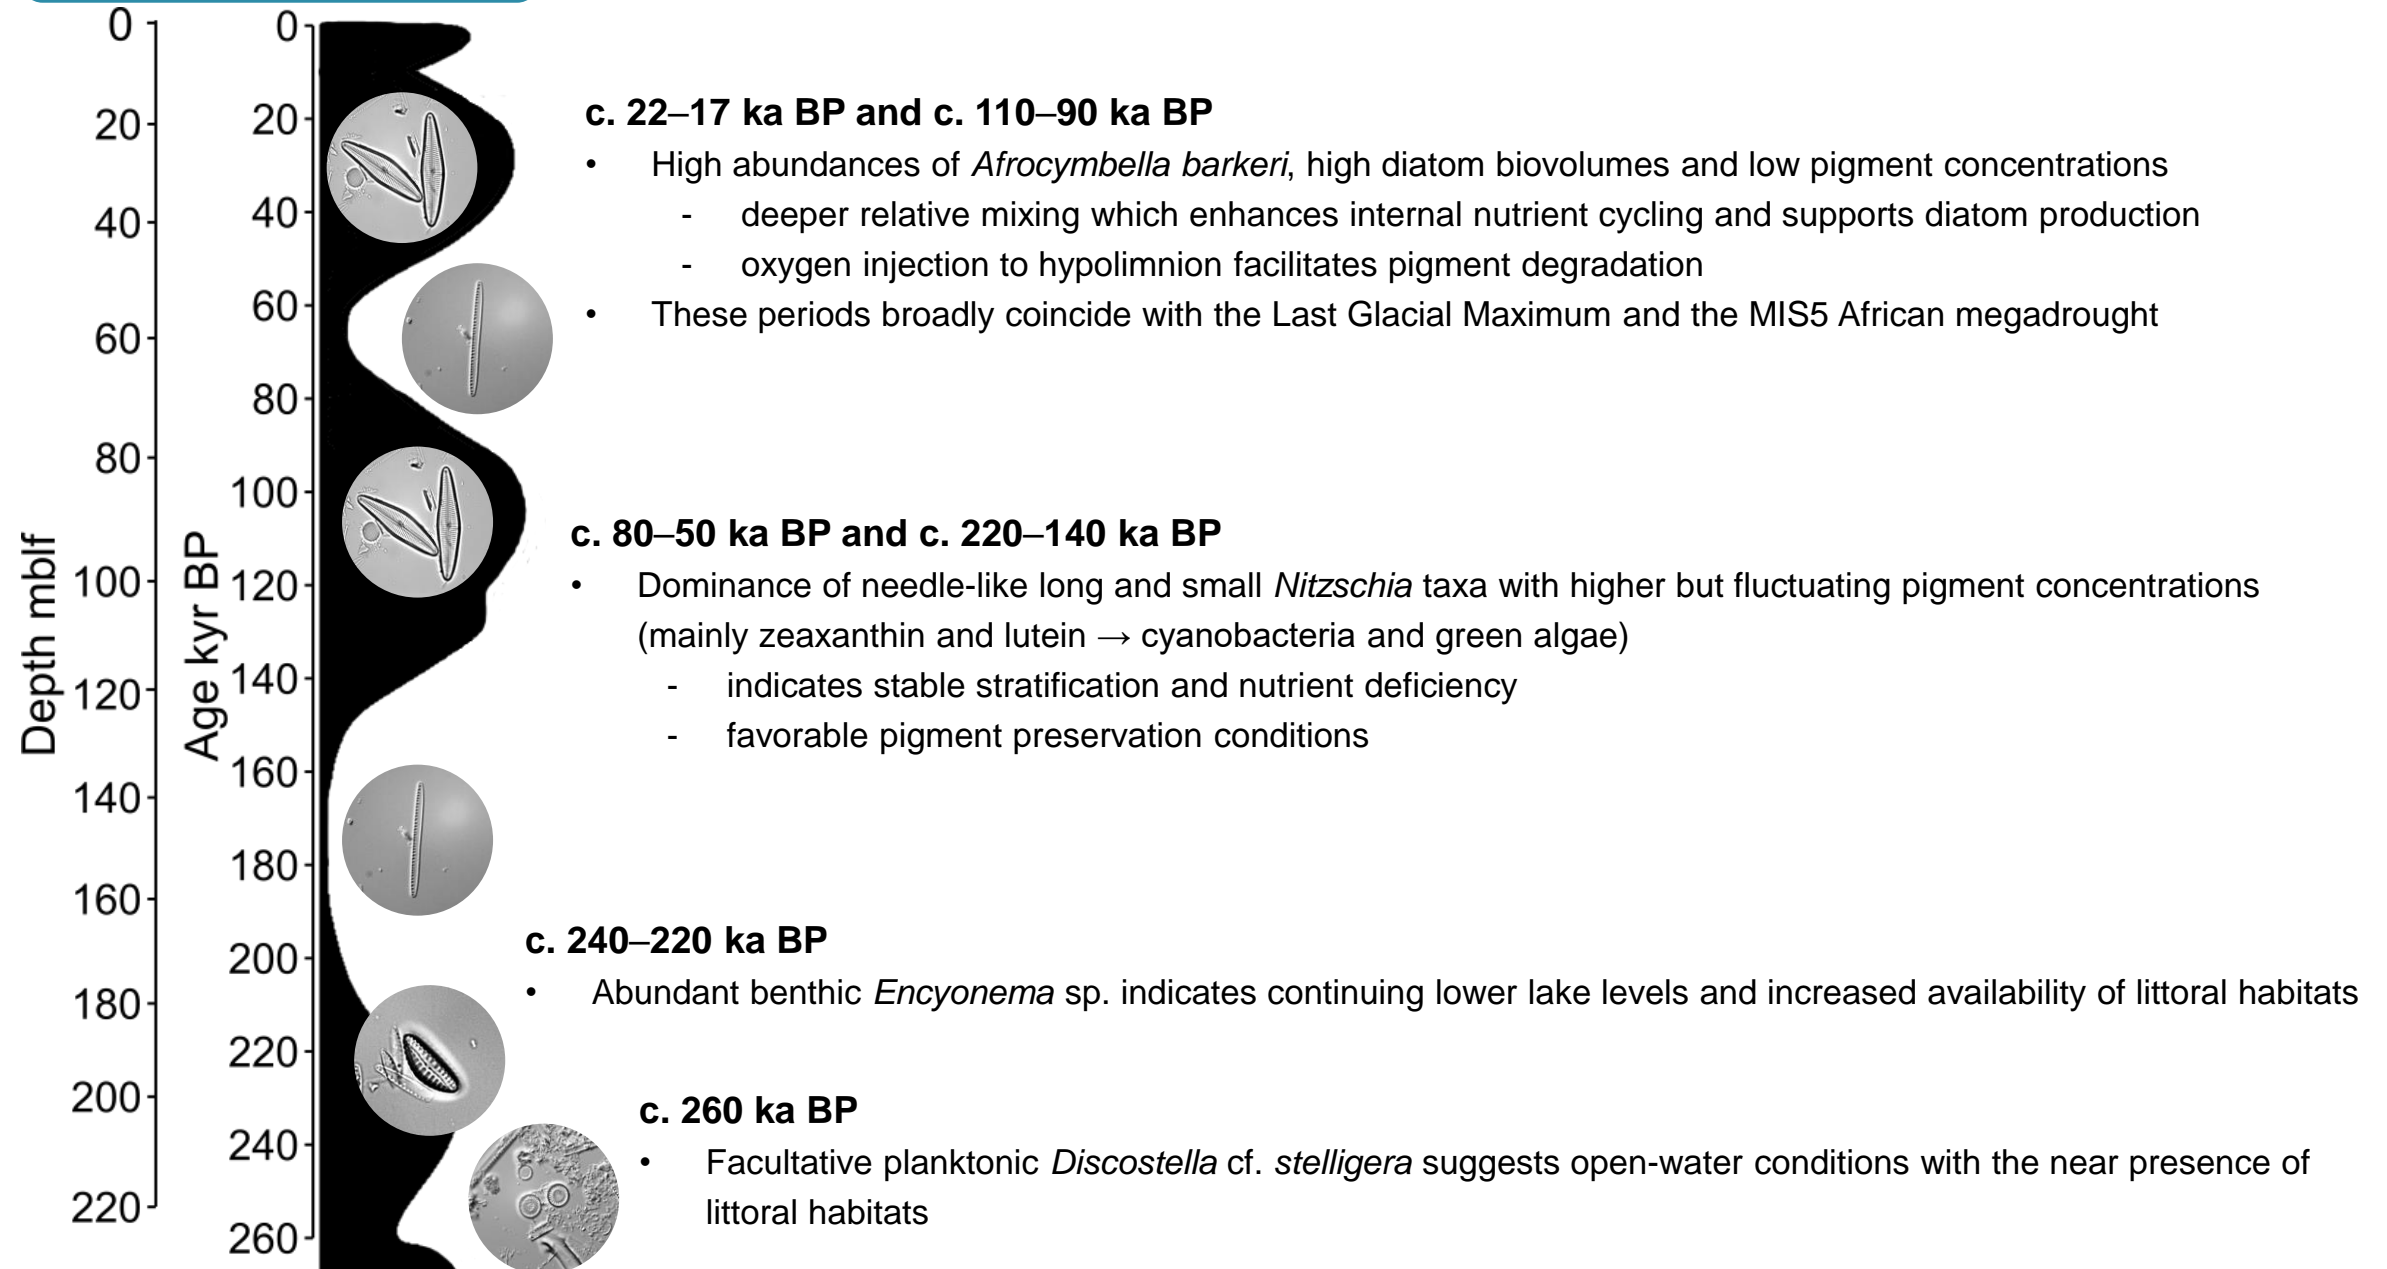 Depth mblf
0
20
40
60
80
100
120
140
160
180
200
220
Age kyr BP
0
20
40
60
80
100
120
140
160
180
200
220
240
260
c. 22–17 ka BP and c. 110–90 ka BP
• High abundances of Afrocymbella barkeri, high diatom biovolumes and low pigment concentrations
- deeper relative mixing which enhances internal nutrient cycling and supports diatom production
- oxygen injection to hypolimnion facilitates pigment degradation
• These periods broadly coincide with the Last Glacial Maximum and the MIS5 African megadrought
c. 80–50 ka BP and c. 220–140 ka BP
• Dominance of needle-like long and small Nitzschia taxa with higher but fluctuating pigment concentrations
(mainly zeaxanthin and lutein → cyanobacteria and green algae)
- indicates stable stratification and nutrient deficiency
- favorable pigment preservation conditions
c. 240–220 ka BP
• Abundant benthic Encyonema sp. indicates continuing lower lake levels and increased availability of littoral habitats
c. 260 ka BP
• Facultative planktonic Discostella cf. stelligera suggests open-water conditions with the near presence of
littoral habitats